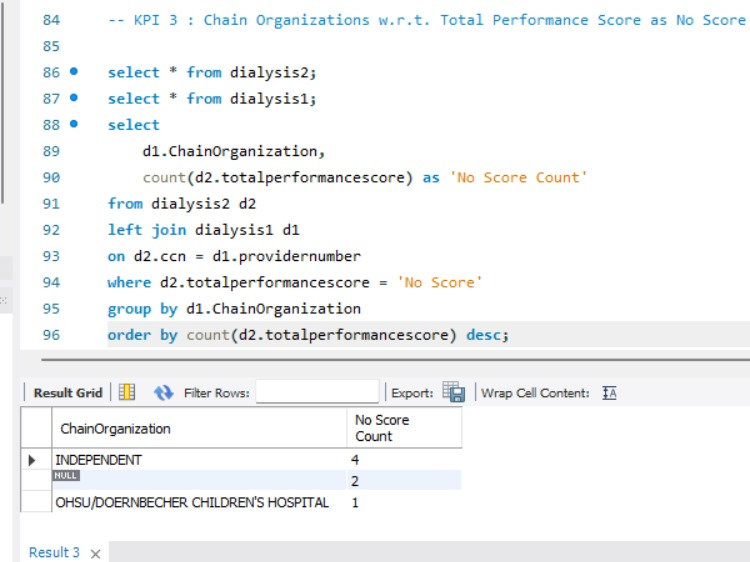 84 -- KPI 3 : Chain Organizations w.r.t. Total Performance Score as No Score
85
86 select * from dialysis2;
87 select * from dialysis1;
88 select
89 d1.ChainOrganization,
90 count(d2.totalperformancescore) as 'No Score Count'
91 from dialysis2 d2
92 left join dialysis1 d1
93 on d2.ccn = d1.providernumber
94 where d2.totalperformancescore = 'No Score'
95 group by d1.ChainOrganization
96 order by count(d2.totalperformancescore) desc;
Result Grid Filter Rows: Export: Wrap Cell Content: IA
ChainOrganization No Score Count
INDEPENDENT 4
NULL 2
OHSU/DOERNBECHER CHILDREN'S HOSPITAL 1
Result 3 ×